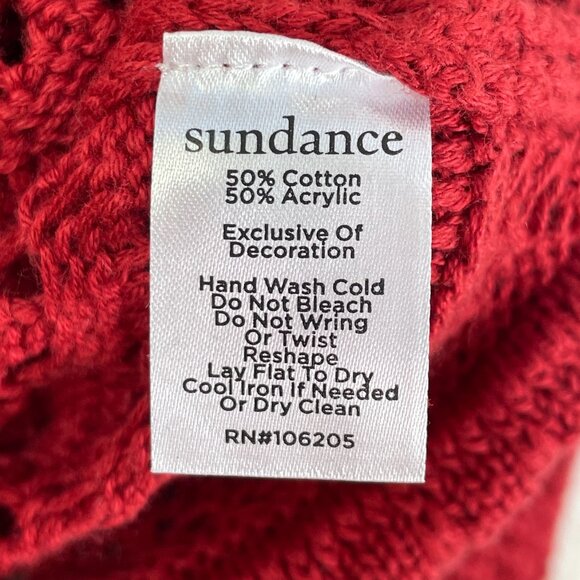 sundance
50% Cotton
50% Acrylic
Exclusive Of
Decoration
Hand Wash Cold
Do Not Bleach
Do Not Wring
Or Twist
Reshape
Lay Flat To Dry
Cool Iron If Needed
Or Dry Clean
RN#106205